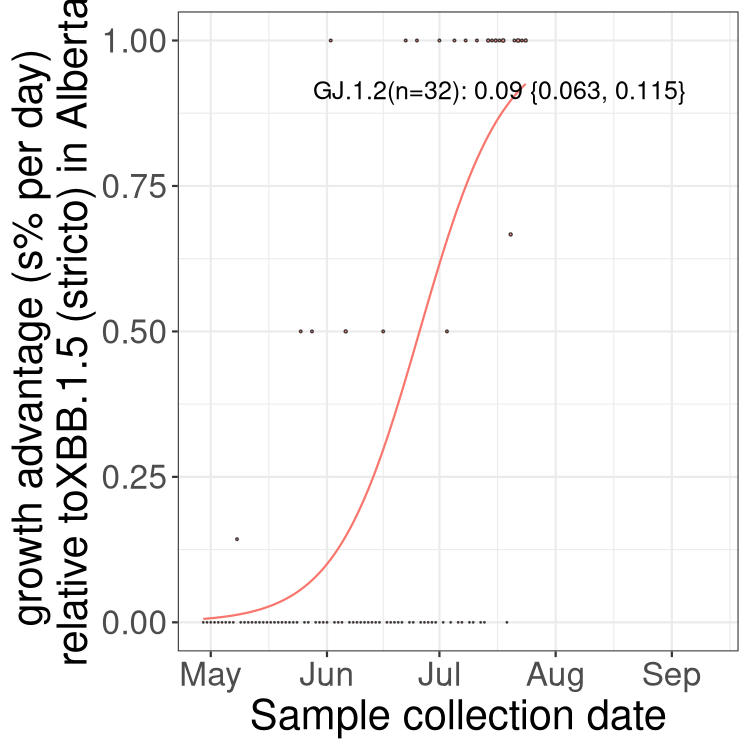 growth advantage (s% per day)
relative toXBB.1.5 (stricto) in Alberta
1.00
0.75
0.50
0.25
0.00
GJ.1.2(n=32): 0.09 {0.063, 0.115}
May Jun Jul Aug Sep
Sample collection date